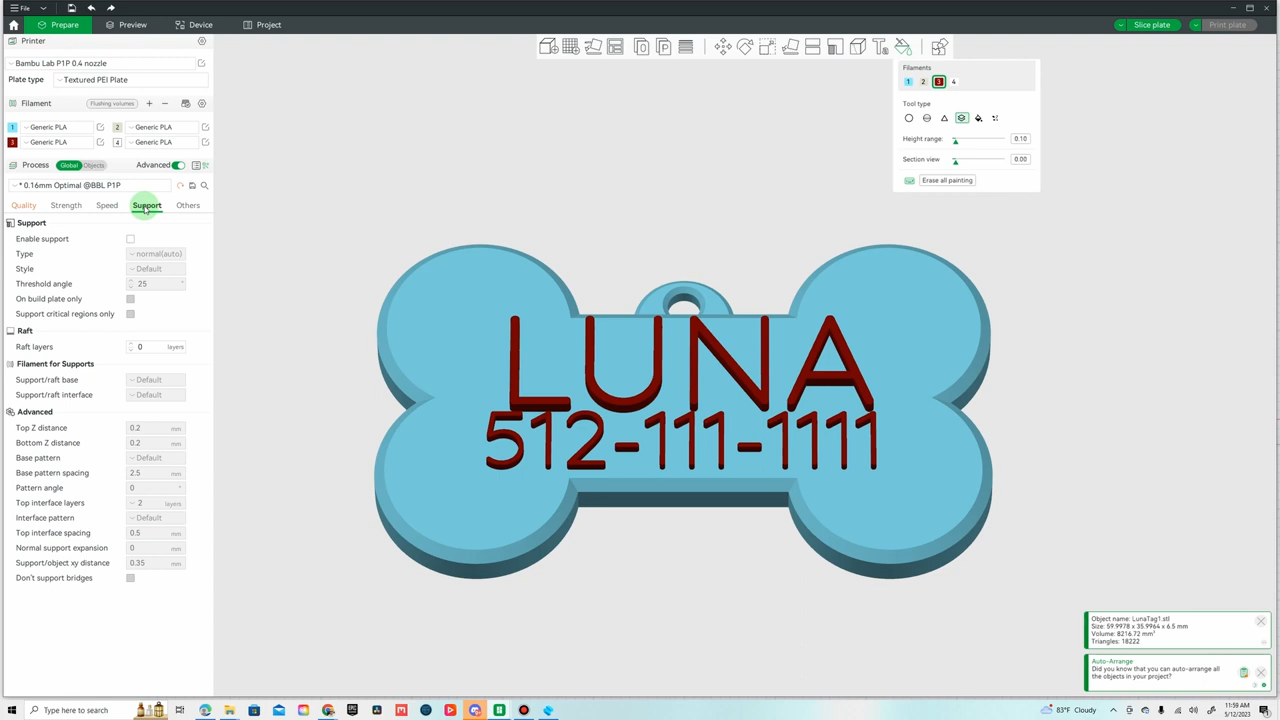 File
Prepare
Preview
Device
Project
Slice plate
Print plate
Printer
Bambu Lab P1P 0.4 nozzle
Plate type
Textured PEI Plate
Filament
Flushing volumes
1 Generic PLA
2 Generic PLA
3 Generic PLA
4 Generic PLA
Process
Global
Objects
Advanced
* 0.16mm Optimal @BBL P1P
Quality
Strength
Speed
Support
Others
Support
Enable support
Type normal(auto)
Style Default
Threshold angle 25 °
On build plate only
Support critical regions only
Raft
Raft layers 0 layers
Filament for Supports
Support/raft base Default
Support/raft interface Default
Advanced
Top Z distance 0.2 mm
Bottom Z distance 0.2 mm
Base pattern Default
Base pattern spacing 2.5 mm
Pattern angle 0 °
Top interface layers 2 layers
Interface pattern Default
Top interface spacing 0.5 mm
Normal support expansion 0 mm
Support/object xy distance 0.35 mm
Don't support bridges
Filaments
1 2 3 4
Tool type
Height range: 0.10
Section view 0.00
Erase all painting
LUNA
512-111-1111
Object name: LunaTag1.stl
Size: 59.9978 x 35.9964 x 6.5 mm
Volume: 8216.72 mm³
Triangles: 18222
Auto-Arrange
Did you know that you can auto-arrange all
the objects in your project?
Type here to search
83°F Cloudy
11:59 AM
5/12/2023